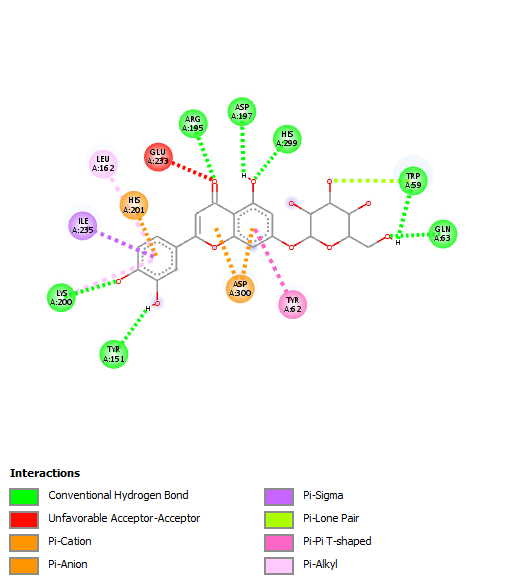 ASP
A:197
ARG
A:195
HIS
A:299
GLU
A:233
LEU
A:162
TRP
A:59
HIS
A:201
ILE
A:235
GLN
A:63
H
O
O
H
O
O
O
O
O
O
O
H
LYS
A:200
ASP
A:300
TYR
A:62
O
H
O
TYR
A:151
Interactions
Conventional Hydrogen Bond
Unfavorable Acceptor-Acceptor
Pi-Cation
Pi-Anion
Pi-Sigma
Pi-Lone Pair
Pi-Pi T-shaped
Pi-Alkyl